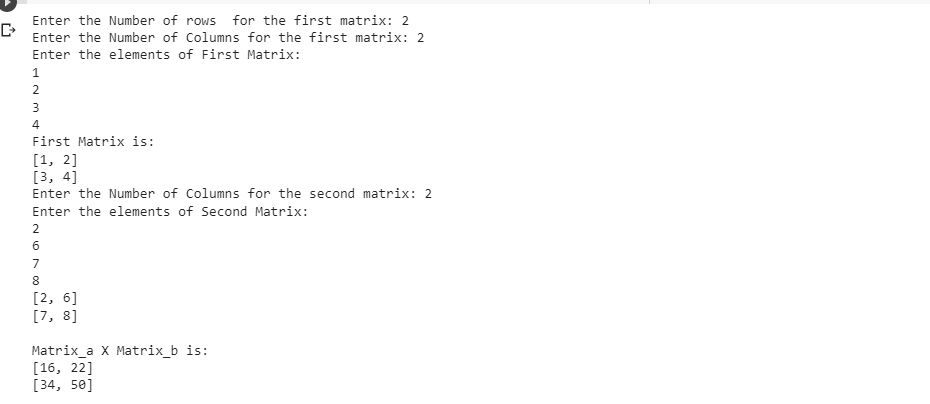 Enter the Number of rows  for the first matrix: 2
Enter the Number of Columns for the first matrix: 2
Enter the elements of First Matrix:
1
2
3
4
First Matrix is:
[1, 2]
[3, 4]
Enter the Number of Columns for the second matrix: 2
Enter the elements of Second Matrix:
2
6
7
8
[2, 6]
[7, 8]
Matrix_a X Matrix_b is:
[16, 22]
[34, 50]